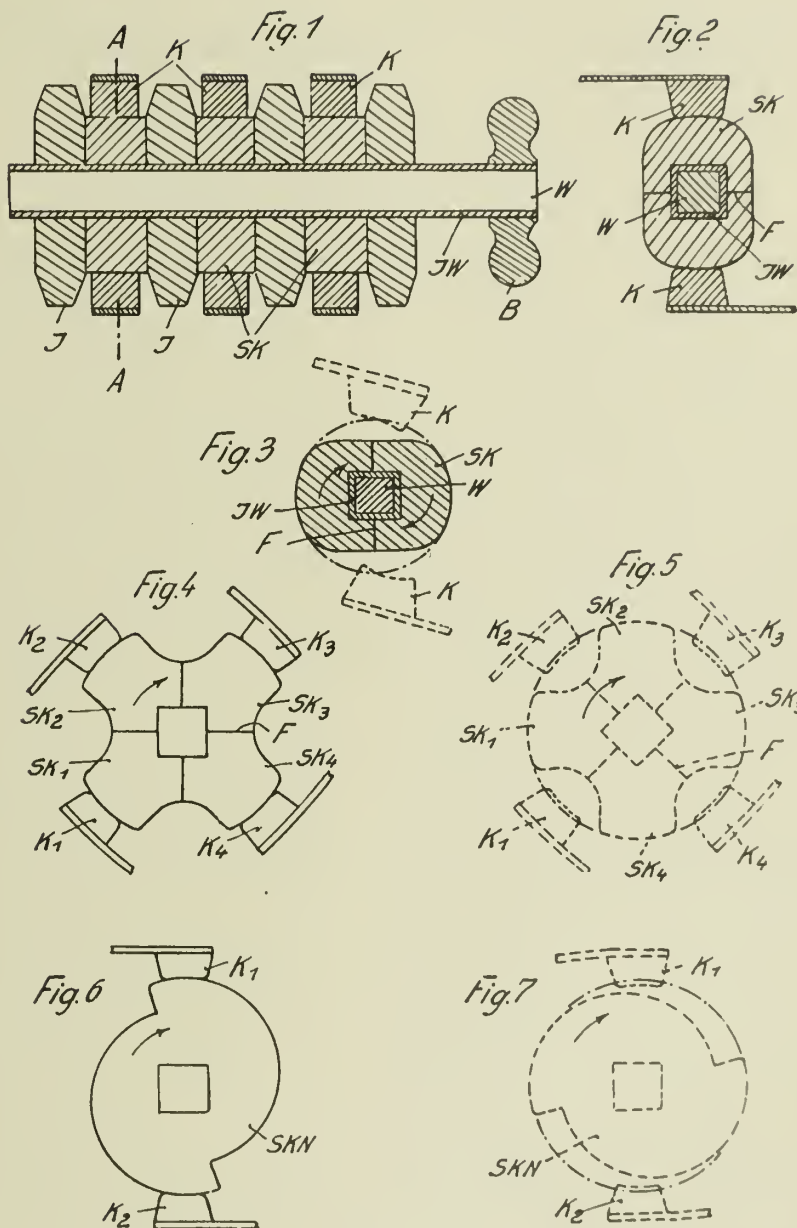 Fig. 1
A K K
J J SK JW B W
A
Fig. 2
K SK
W F
JW
K
Fig. 3
K
SK
JW W
F
K
Fig. 4
K2 K3
SK2 SK3
F
SK1 SK4
K1 K4
Fig. 5
SK2
K2 K3
SK1 SK3
F
K1 K4
SK4
Fig. 6
K1
SKN
K2
Fig. 7
K1
SKN
K2